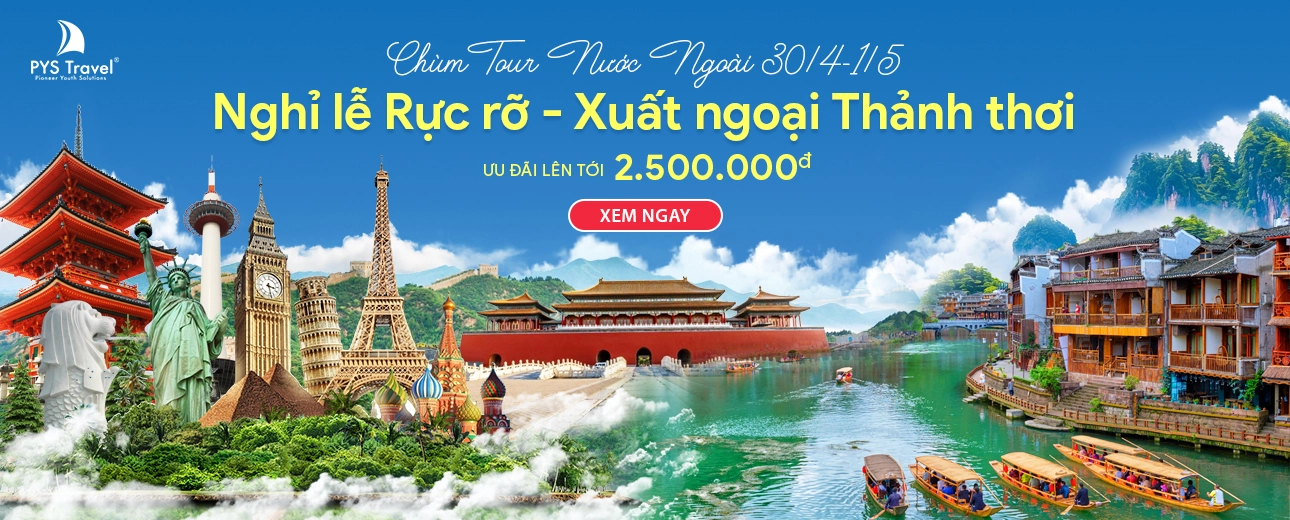 PYS Travel®
Pioneer Youth Solutions
Chùm Tour Nước Ngoài 30/4-1/5
Nghỉ lễ Rực rỡ - Xuất ngoại Thảnh thơi
ƯU ĐÃI LÊN TỚI 2.500.000đ
XEM NGAY